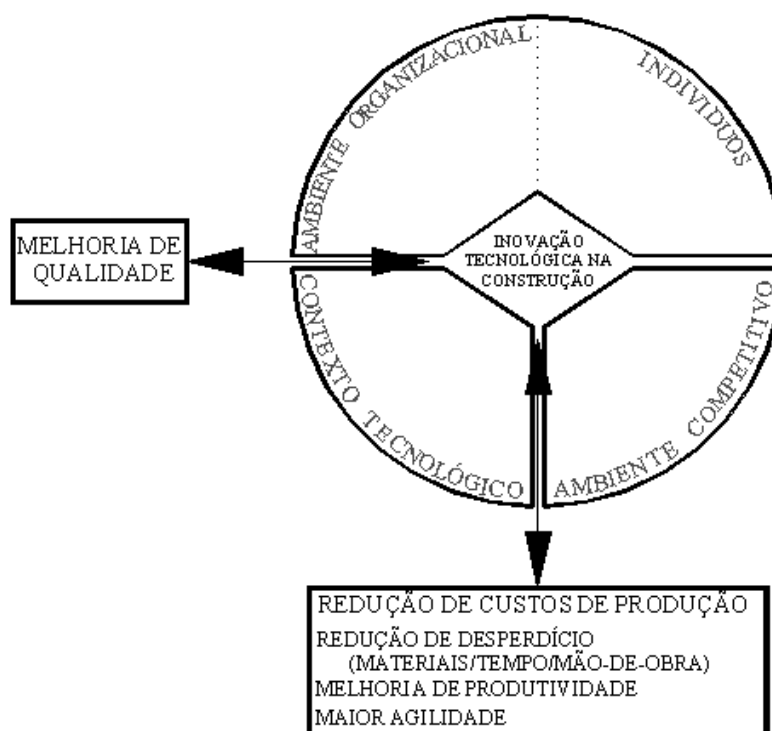 AMBIENTE ORGANIZACIONAL
INDIVIDUOS
MELHORIA DE
QUALIDADE
INOVAÇÃO
TECNOLÓGICA NA
CONSTRUÇÃO
CONTEXTO TECNOLÓGICO
AMBIENTE COMPETITIVO
REDUÇÃO DE CUSTOS DE PRODUÇÃO
REDUÇÃO DE DESPERDÍCIO
(MATERIAIS/TEMPO/MÃO-DE-OBRA)
MELHORIA DE PRODUTIVIDADE
MAIOR AGILIDADE